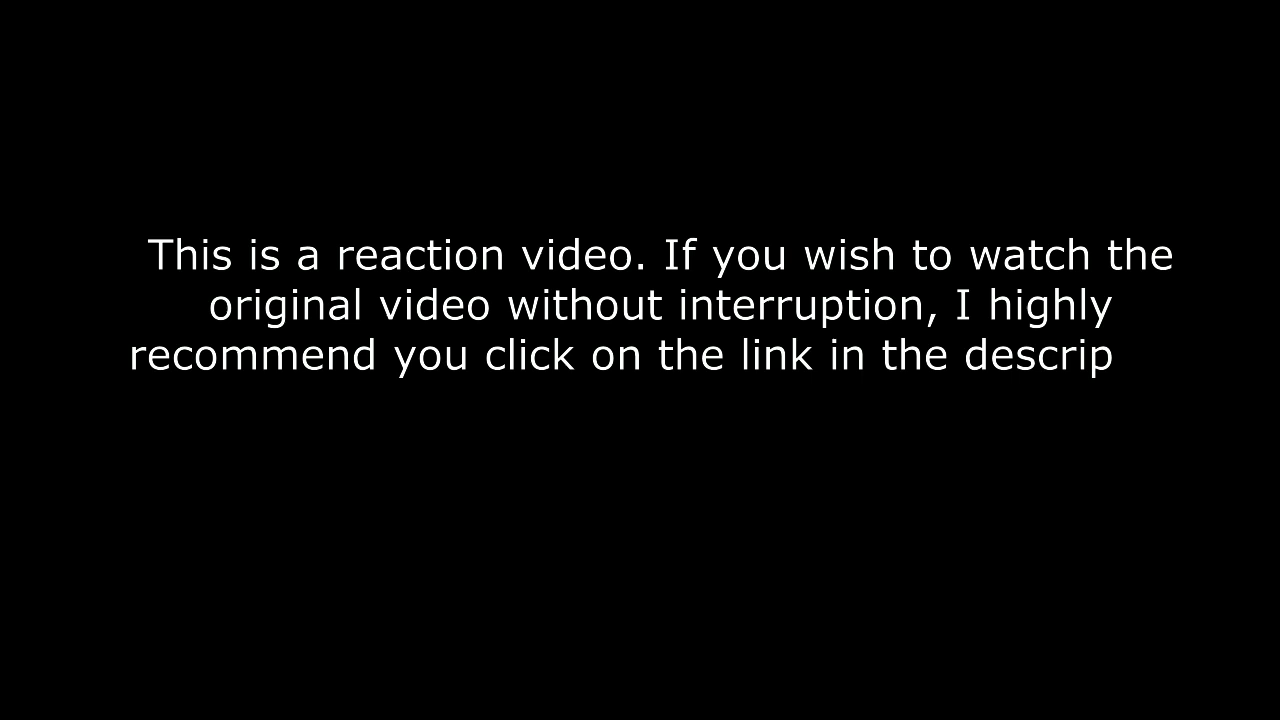 This is a reaction video. If you wish to watch the
original video without interruption, I highly
recommend you click on the link in the descrip